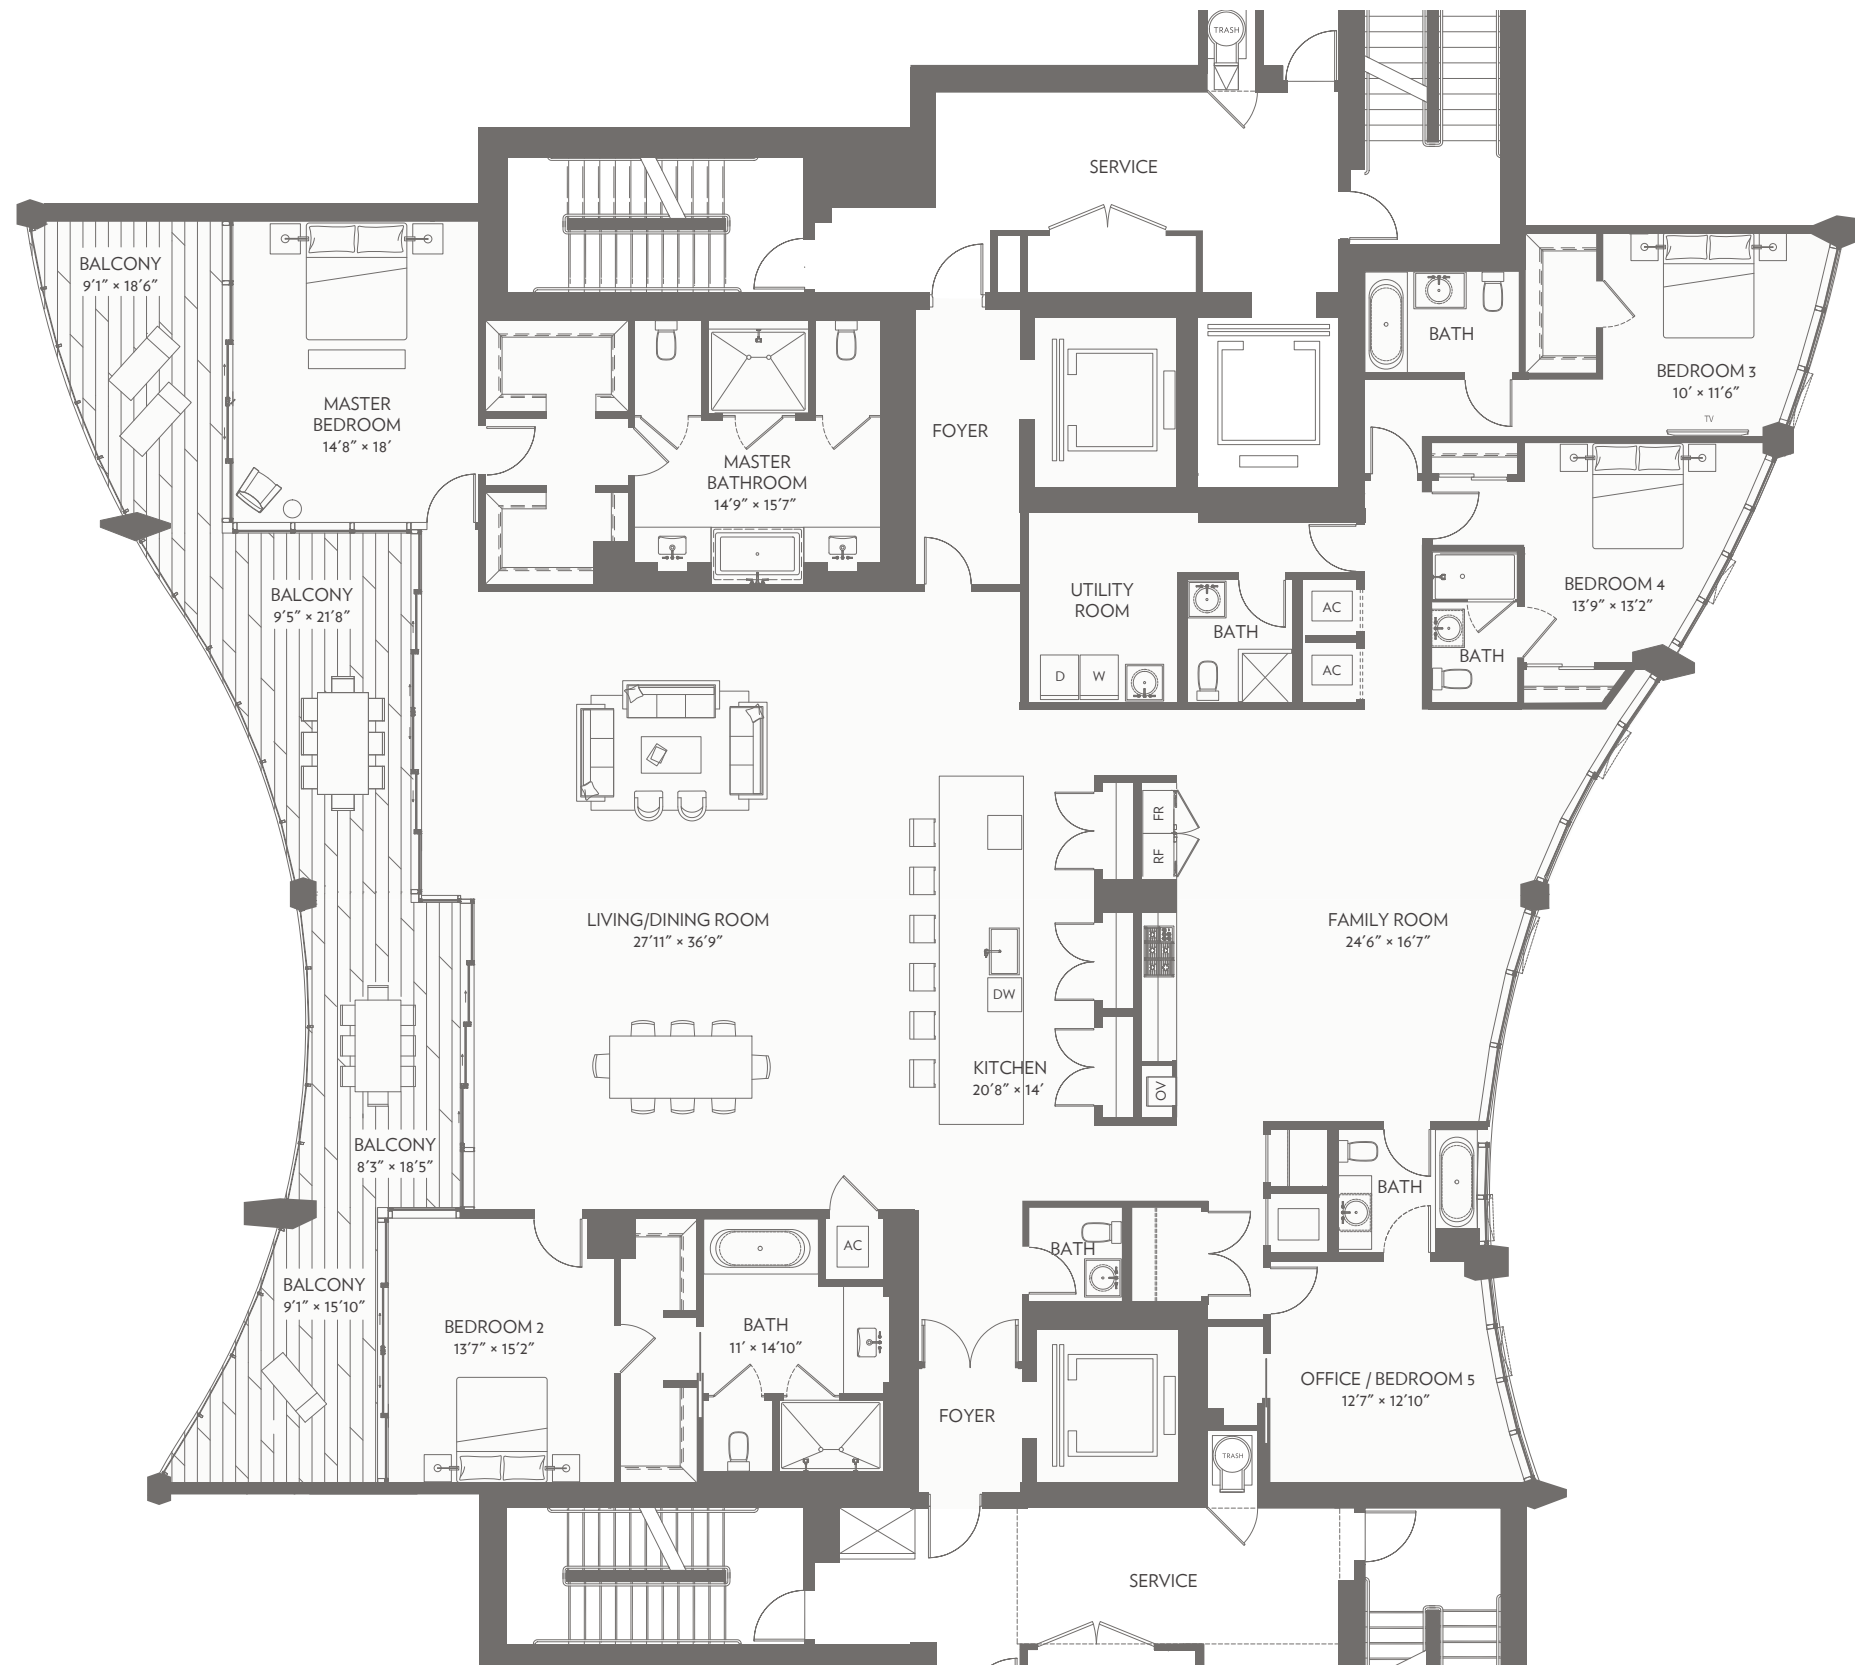 TRASH
SERVICE
BALCONY
9'1" × 18'6"
MASTER
BEDROOM
14'8" × 18'
MASTER
BATHROOM
14'9" × 15'7"
FOYER
BATH
BEDROOM 3
10' × 11'6"
TV
BALCONY
9'5" × 21'8"
UTILITY
ROOM
D
W
BATH
AC
AC
BEDROOM 4
13'9" × 13'2"
BATH
FR
RF
LIVING/DINING ROOM
27'11" × 36'9"
FAMILY ROOM
24'6" × 16'7"
DW
KITCHEN
20'8" × 14'
OV
BALCONY
8'3" × 18'5"
BATH
BATH
AC
BALCONY
9'1" × 15'10"
BEDROOM 2
13'7" × 15'2"
BATH
11' × 14'10"
OFFICE / BEDROOM 5
12'7" × 12'10"
FOYER
TRASH
SERVICE